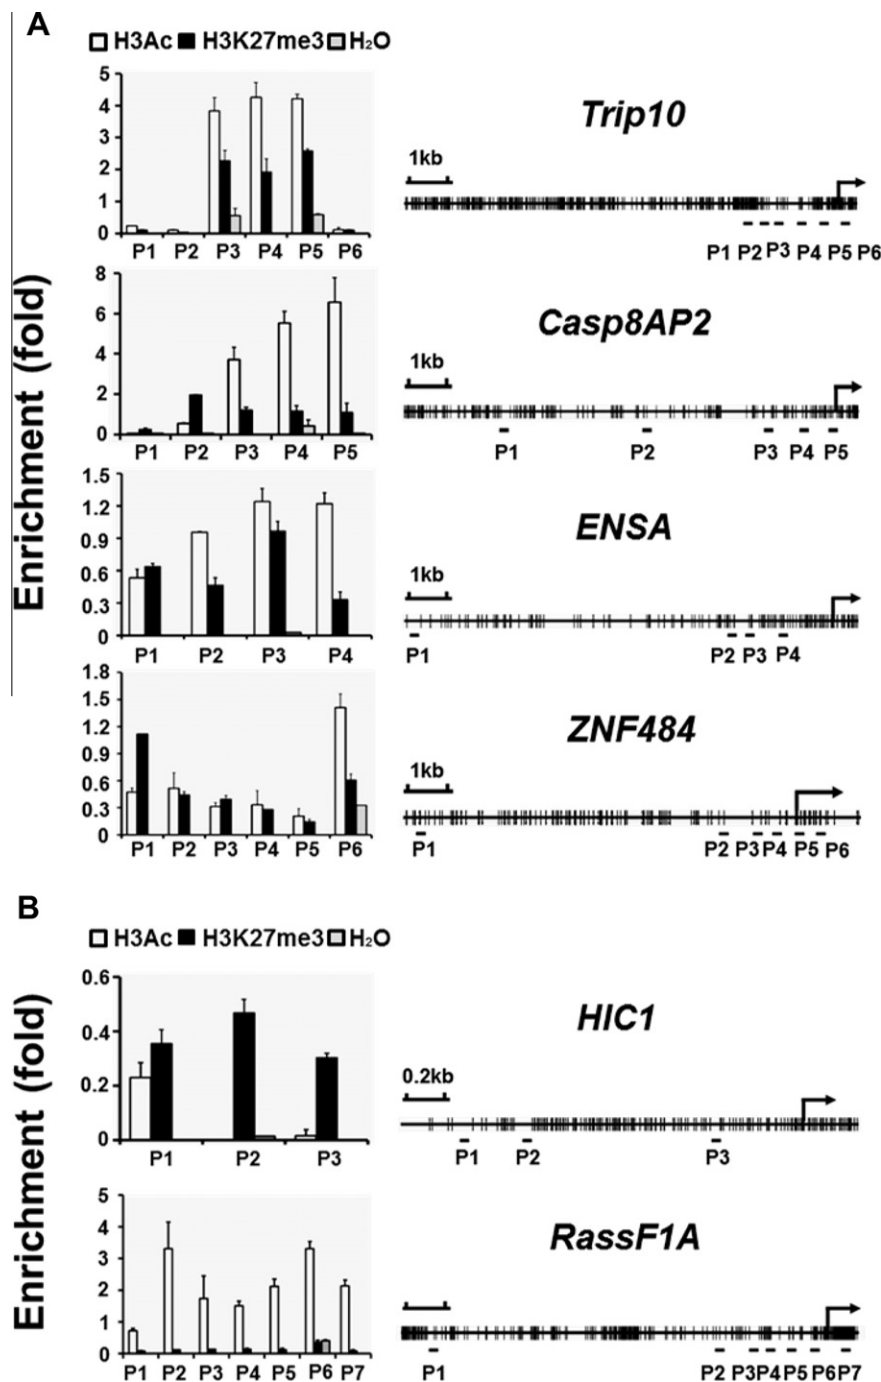 A
H3Ac H3K27me3 H₂O
Enrichment (fold)
5
4
3
2
1
0
P1 P2 P3 P4 P5 P6
Trip10
1kb
P1 P2 P3 P4 P5 P6
8
6
4
2
0
P1 P2 P3 P4 P5
Casp8AP2
1kb
P1 P2 P3 P4 P5
1.5
1.2
0.9
0.6
0.3
0
P1 P2 P3 P4
ENSA
1kb
P1 P2 P3 P4
1.8
1.5
1.2
0.9
0.6
0.3
0
P1 P2 P3 P4 P5 P6
ZNF484
1kb
P1 P2 P3 P4 P5 P6
B
H3Ac H3K27me3 H₂O
Enrichment (fold)
0.6
0.4
0.2
0
P1 P2 P3
HIC1
0.2kb
P1 P2 P3
5
4
3
2
1
0
P1 P2 P3 P4 P5 P6 P7
RassF1A
P1 P2 P3 P4 P5 P6 P7